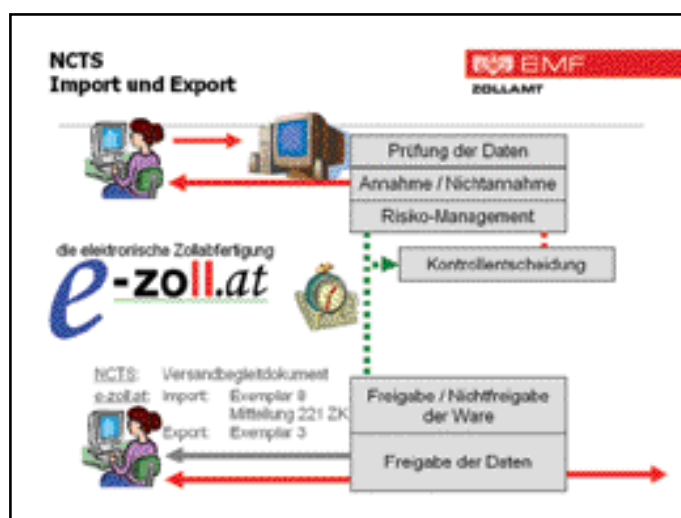 NCTS
Import und Export
BMF
ZOLLAMT
Prüfung der Daten
Annahme / Nichtannahme
Risiko-Management
Kontrollentscheidung
die elektronische Zollabfertigung
e-zoll.at
NCTS: Versandbegleitdokument
e-zoll.at: Import: Exemplar 8
Mitteilung 221 ZK
Export: Exemplar 3
Freigabe / Nichtfreigabe
der Ware
Freigabe der Daten